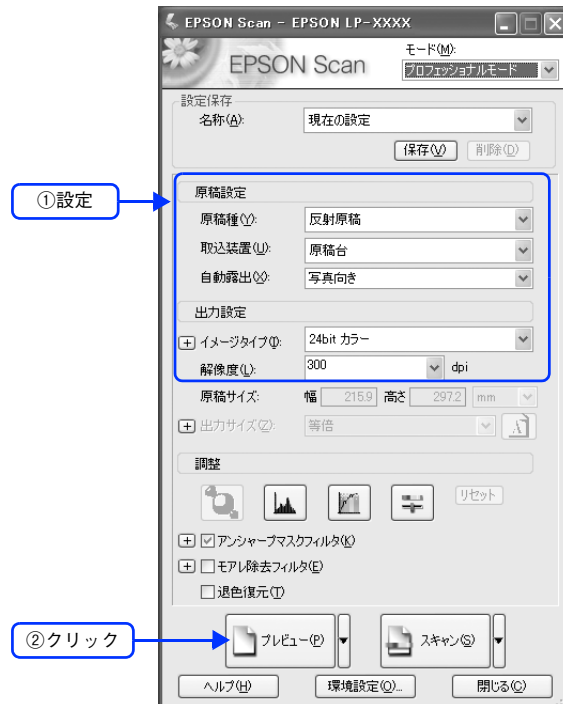 EPSON Scan - EPSON LP-XXXX
EPSON Scan
モード(M):
プロフェッショナルモード
設定保存
名称(A): 現在の設定
保存(V) 削除(D)
①設定
原稿設定
原稿種(Y): 反射原稿
取込装置(U): 原稿台
自動露出(X): 写真向き
出力設定
イメージタイプ(I): 24bit カラー
解像度(L): 300 dpi
原稿サイズ: 幅 215.9 高さ 297.2 mm
出力サイズ(Z): 等倍 A
調整
リセット
アンシャープマスクフィルタ(K)
モアレ除去フィルタ(E)
退色復元(T)
②クリック
プレビュー(P) スキャン(S)
ヘルプ(H) 環境設定(O)... 閉じる(C)